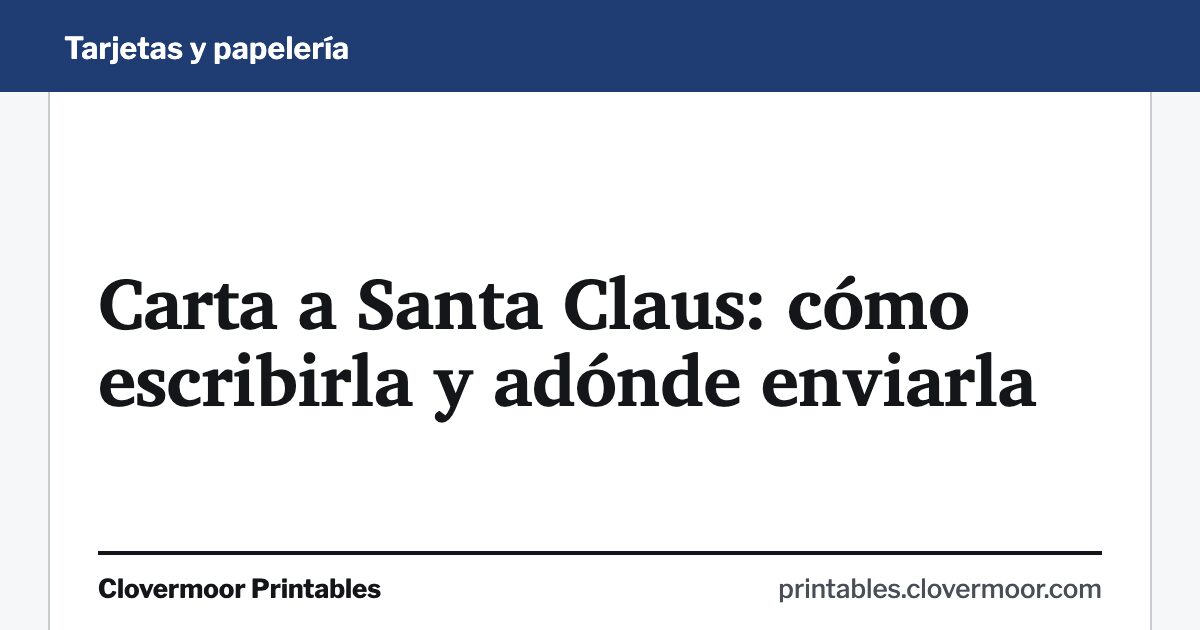 Tarjetas y papelería
Carta a Santa Claus: cómo
escribirla y adónde enviarla
Clovermoor Printables
printables.clovermoor.com